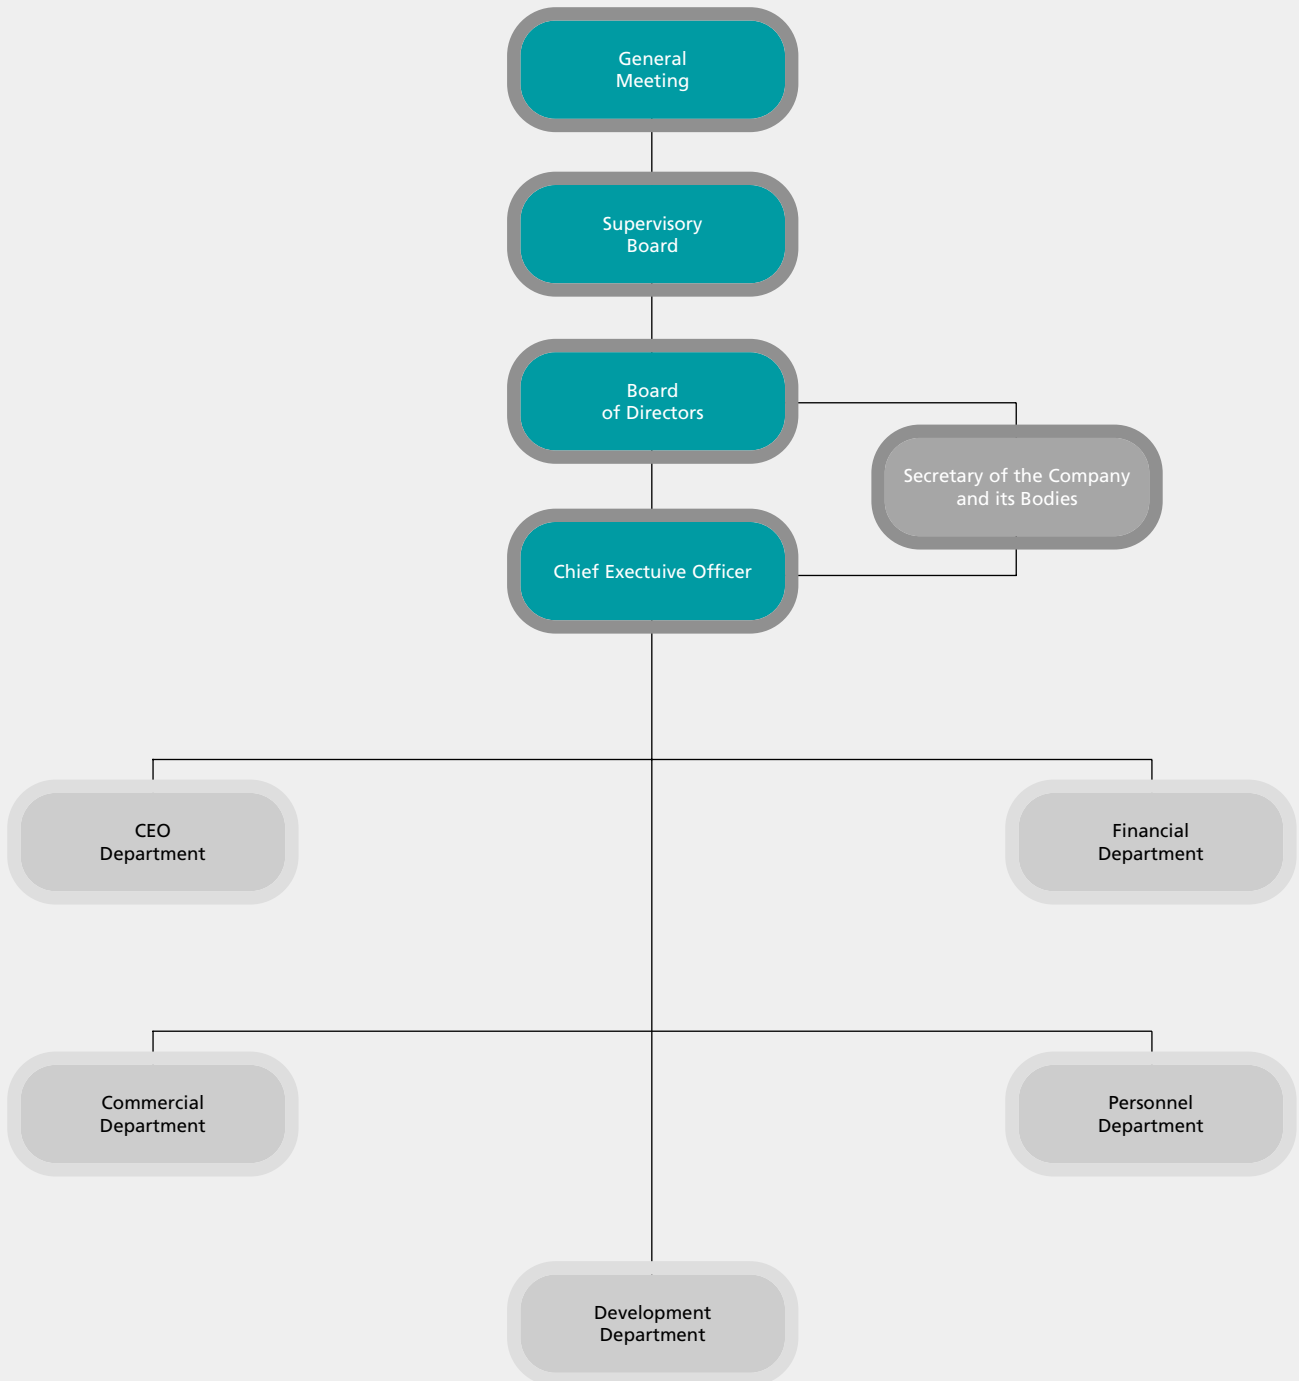 General
Meeting
Supervisory
Board
Board
of Directors
Secretary of the Company
and its Bodies
Chief Exectuive Officer
CEO
Department
Financial
Department
Commercial
Department
Personnel
Department
Development
Department